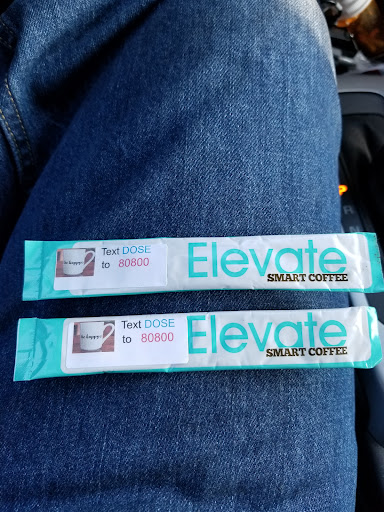 Text DOSE
to 80800
Elevate
SMART COFFEE
Text DOSE
to 80800
Elevate
SMART COFFEE